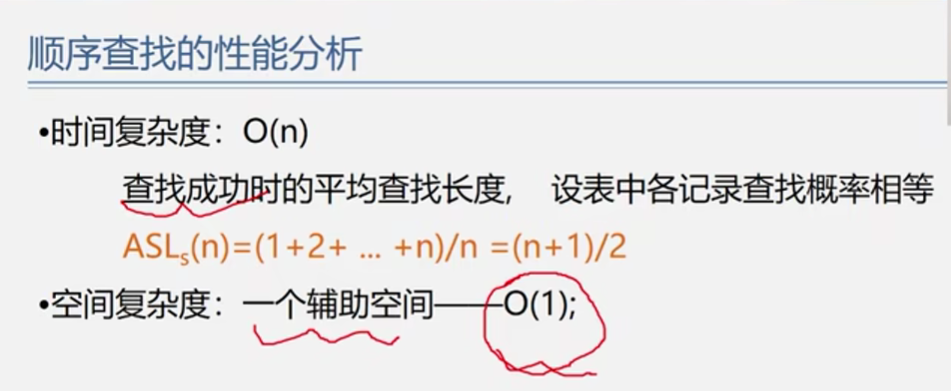 顺序查找的性能分析
•时间复杂度：O(n)
查找成功时的平均查找长度, 设表中各记录查找概率相等
ASLs(n)=(1+2+ ... +n)/n =(n+1)/2
•空间复杂度：一个辅助空间——O(1);